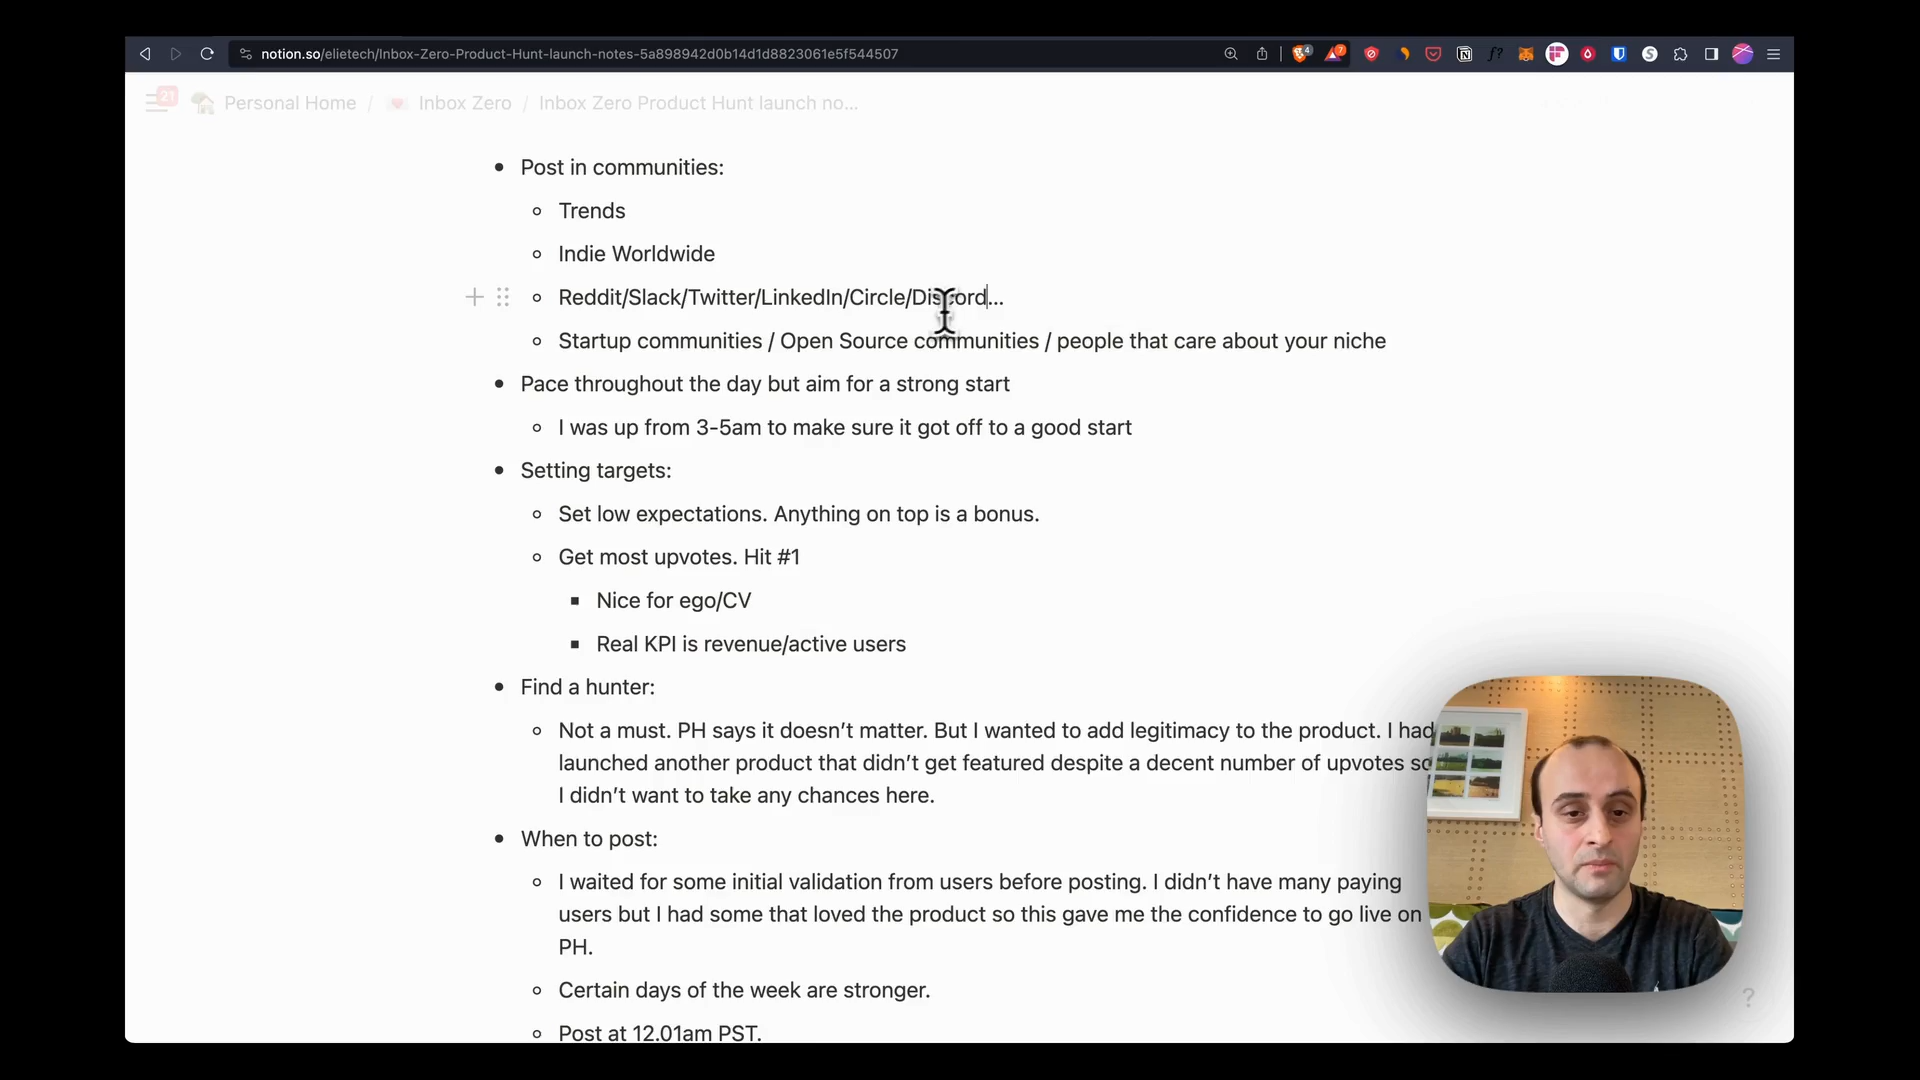 notion.so/elietech/Inbox-Zero-Product-Hunt-launch-notes-5a898942d0b14d1d8823061e5f544507
4
7
21
Personal Home / Inbox Zero / Inbox Zero Product Hunt launch no...
Post in communities:
Trends
Indie Worldwide
Reddit/Slack/Twitter/LinkedIn/Circle/Discord...
Startup communities / Open Source communities / people that care about your niche
Pace throughout the day but aim for a strong start
I was up from 3-5am to make sure it got off to a good start
Setting targets:
Set low expectations. Anything on top is a bonus.
Get most upvotes. Hit #1
Nice for ego/CV
Real KPI is revenue/active users
Find a hunter:
Not a must. PH says it doesn’t matter. But I wanted to add legitimacy to the product. I had
launched another product that didn’t get featured despite a decent number of upvotes so
I didn’t want to take any chances here.
When to post:
I waited for some initial validation from users before posting. I didn’t have many paying
users but I had some that loved the product so this gave me the confidence to go live on
PH.
Certain days of the week are stronger.
Post at 12.01am PST.
?